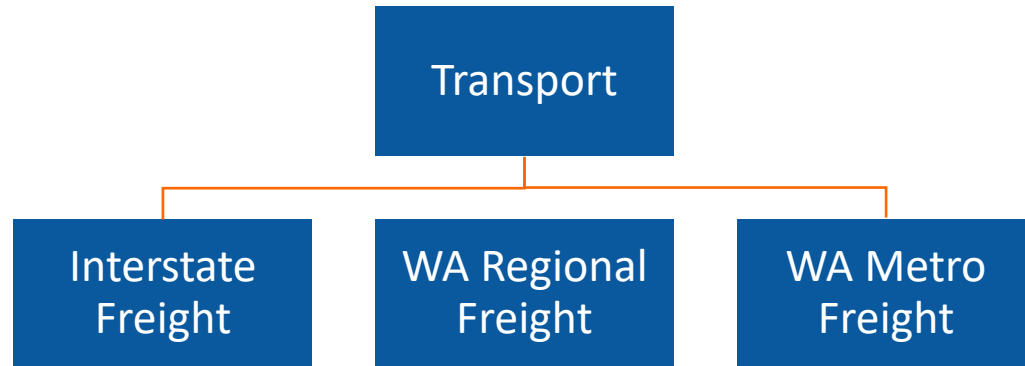 Transport
Interstate
Freight
WA Regional
Freight
WA Metro
Freight